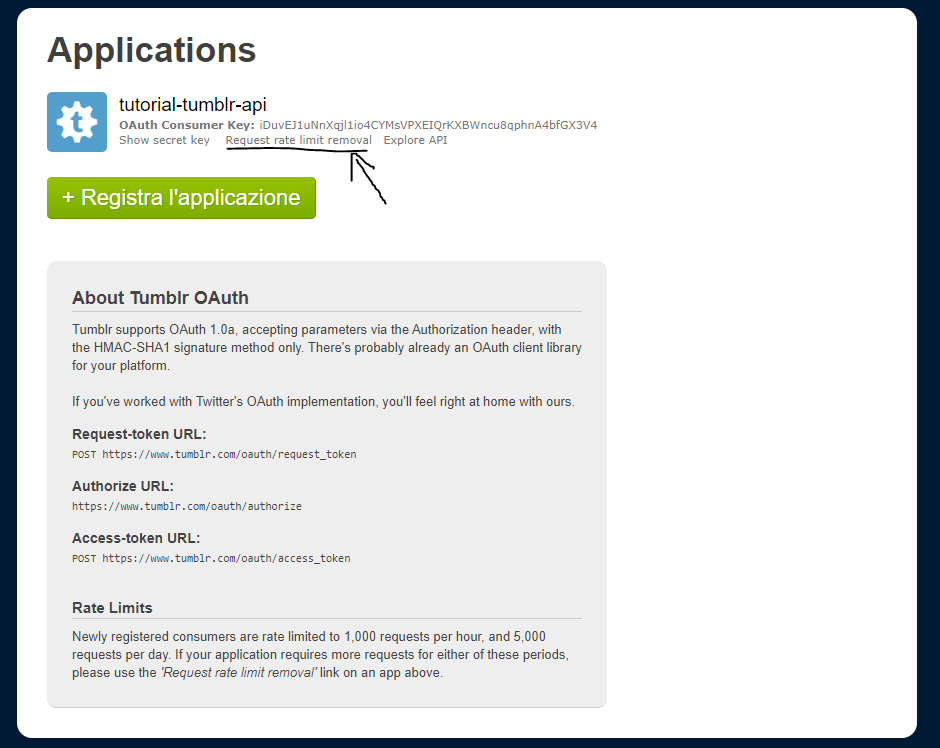 Applications
tutorial-tumblr-api
OAuth Consumer Key: iDuvEJ1uNnXqjl1io4CYMsVPXEIQrKXBWncu8qphnA4bfGX3V4
Show secret key Request rate limit removal Explore API
+ Registra l'applicazione
About Tumblr OAuth
Tumblr supports OAuth 1.0a, accepting parameters via the Authorization header, with
the HMAC-SHA1 signature method only. There's probably already an OAuth client library
for your platform.
If you've worked with Twitter's OAuth implementation, you'll feel right at home with ours.
Request-token URL:
POST https://www.tumblr.com/oauth/request_token
Authorize URL:
https://www.tumblr.com/oauth/authorize
Access-token URL:
POST https://www.tumblr.com/oauth/access_token
Rate Limits
Newly registered consumers are rate limited to 1,000 requests per hour, and 5,000
requests per day. If your application requires more requests for either of these periods,
please use the 'Request rate limit removal' link on an app above.